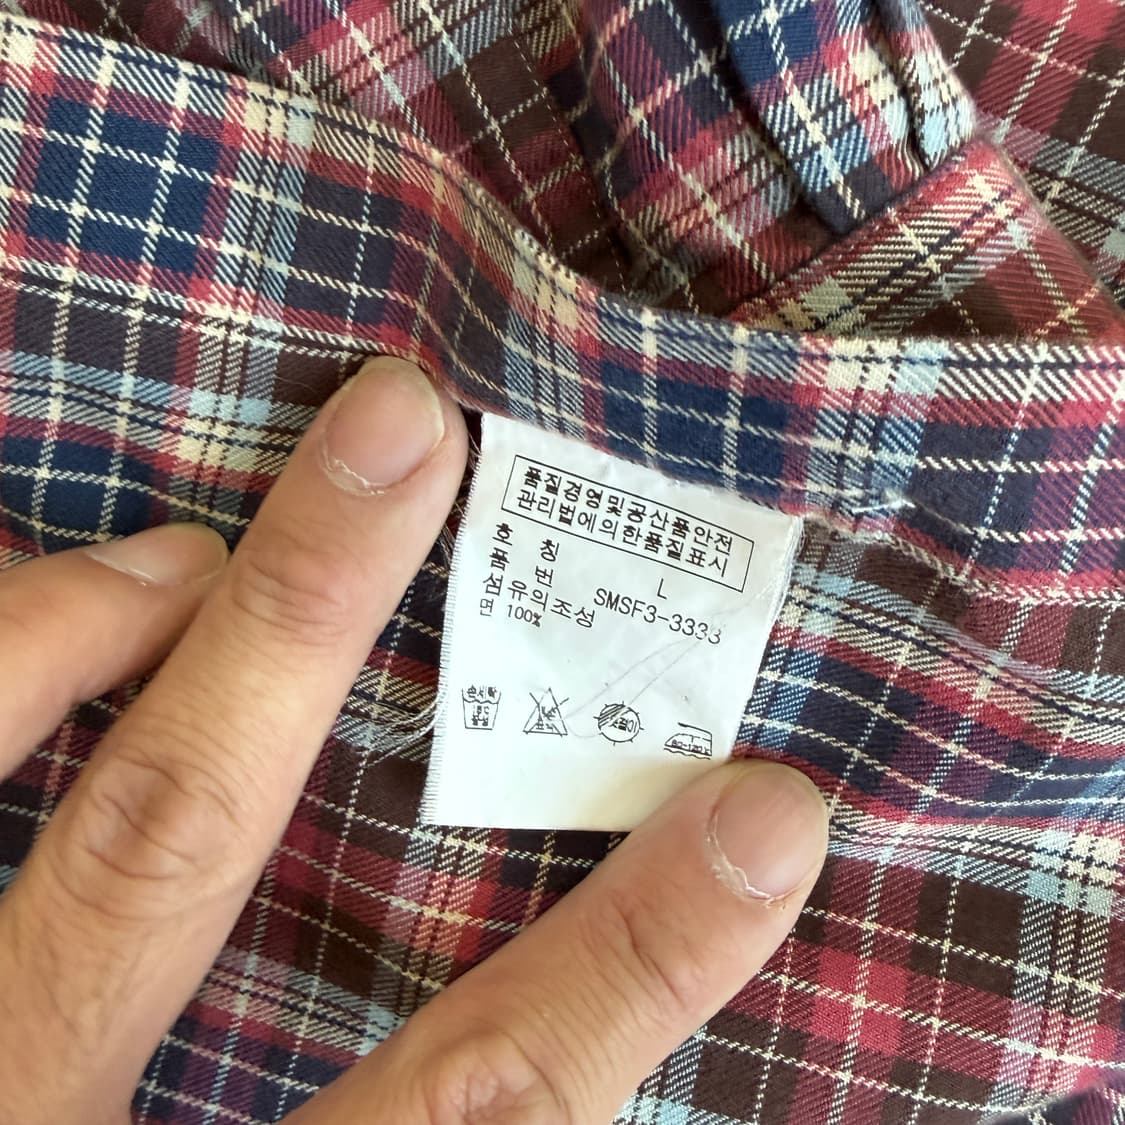 품질경영및공산품안전
관리법에의한품질표시
호 칭 L
품 번 SMSF3-3333
섬유의조성
면 100%